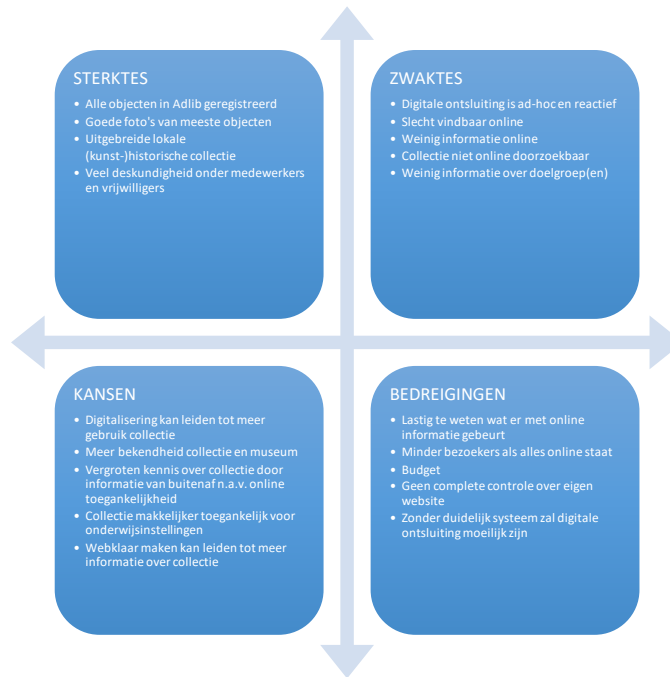 STERKTES
• Alle objecten in Adlib geregistreerd
• Goede foto's van meeste objecten
• Uitgebreide lokale
(kunst-)historische collectie
• Veel deskundigheid onder medewerkers
en vrijwilligers
ZWAKTES
• Digitale ontsluiting is ad-hoc en reactief
• Slecht vindbaar online
• Weinig informatie online
• Collectie niet online doorzoekbaar
• Weinig informatie over doelgroep(en)
KANSEN
• Digitalisering kan leiden tot meer
gebruik collectie
• Meer bekendheid collectie en museum
• Vergroten kennis over collectie door
informatie van buitenaf n.a.v. online
toegankelijkheid
• Collectie makkelijker toegankelijk voor
onderwijsinstellingen
• Webklaar maken kan leiden tot meer
informatie over collectie
BEDREIGINGEN
• Lastig te weten wat er met online
informatie gebeurt
• Minder bezoekers als alles online staat
• Budget
• Geen complete controle over eigen
website
• Zonder duidelijk systeem zal digitale
ontsluiting moeilijk zijn